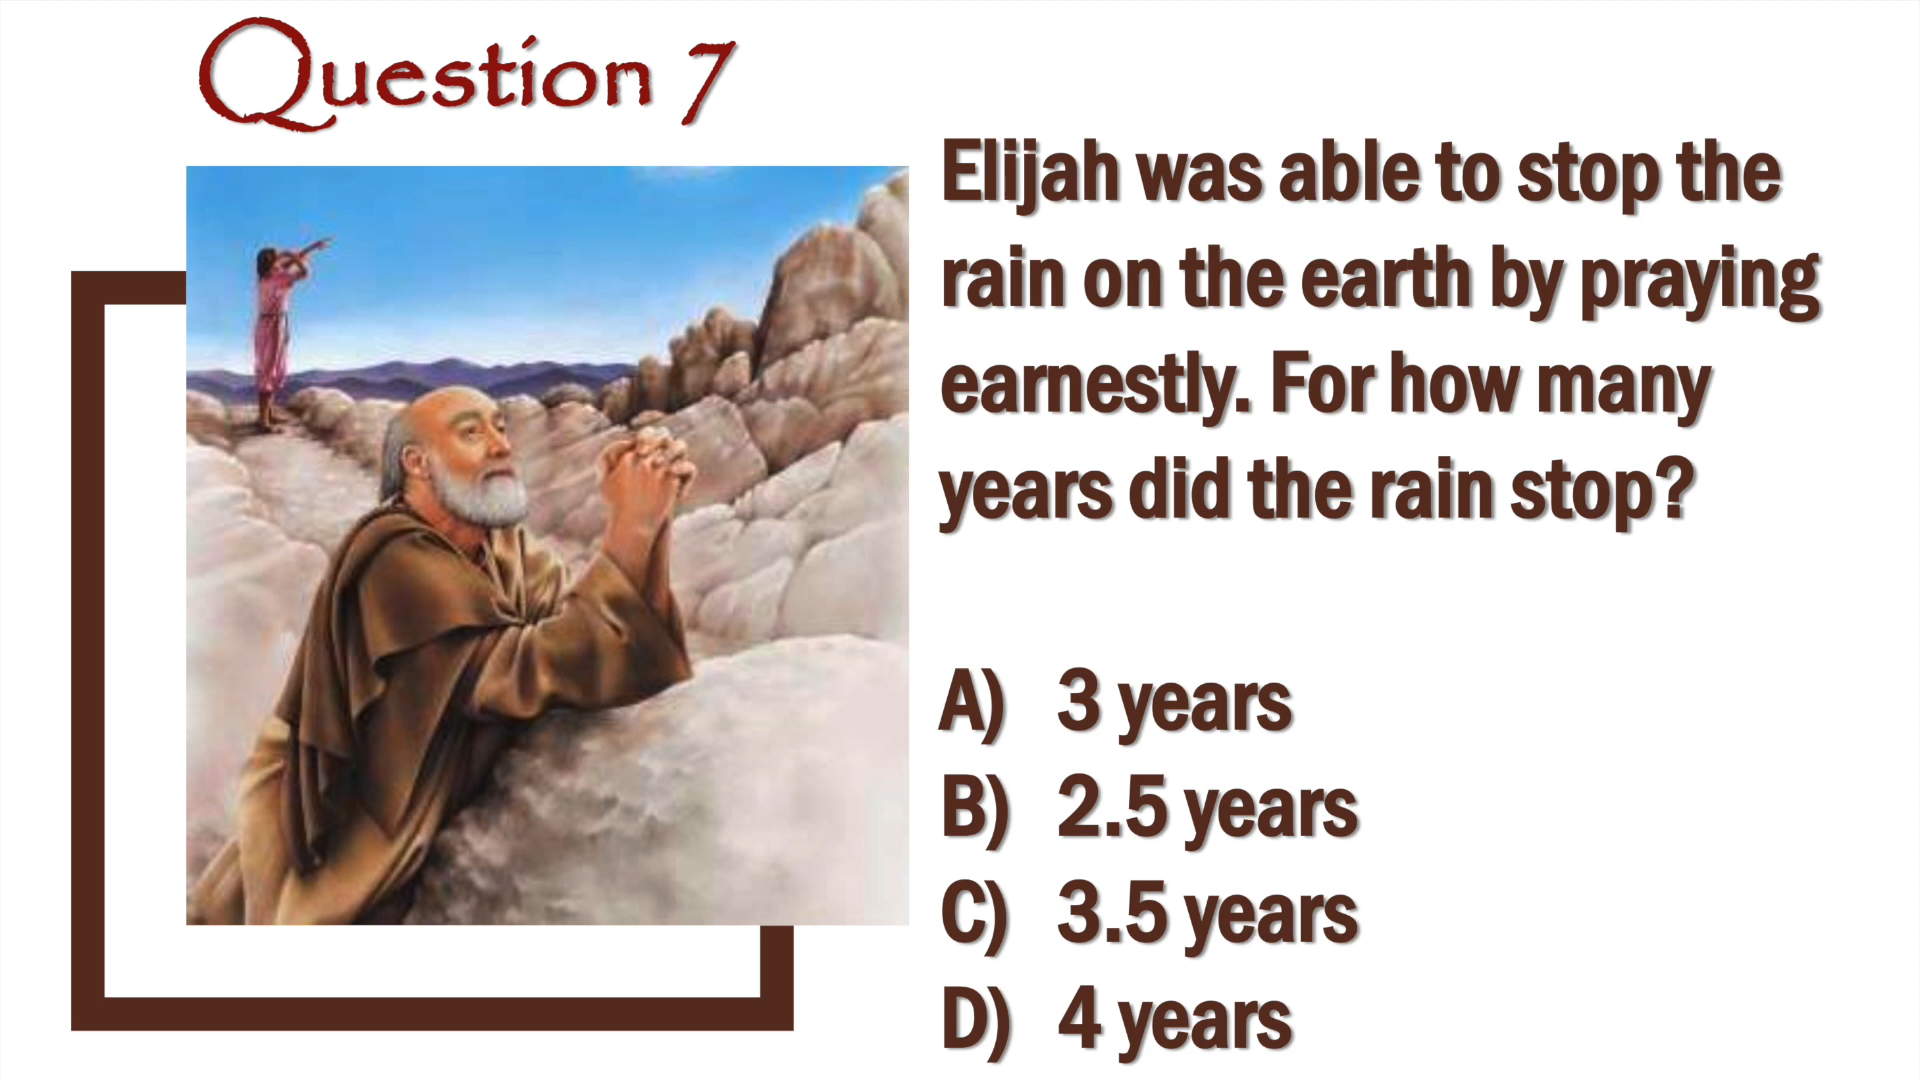 Question 7
Elijah was able to stop the
rain on the earth by praying
earnestly. For how many
years did the rain stop?
A) 3 years
B) 2.5 years
C) 3.5 years
D) 4 years